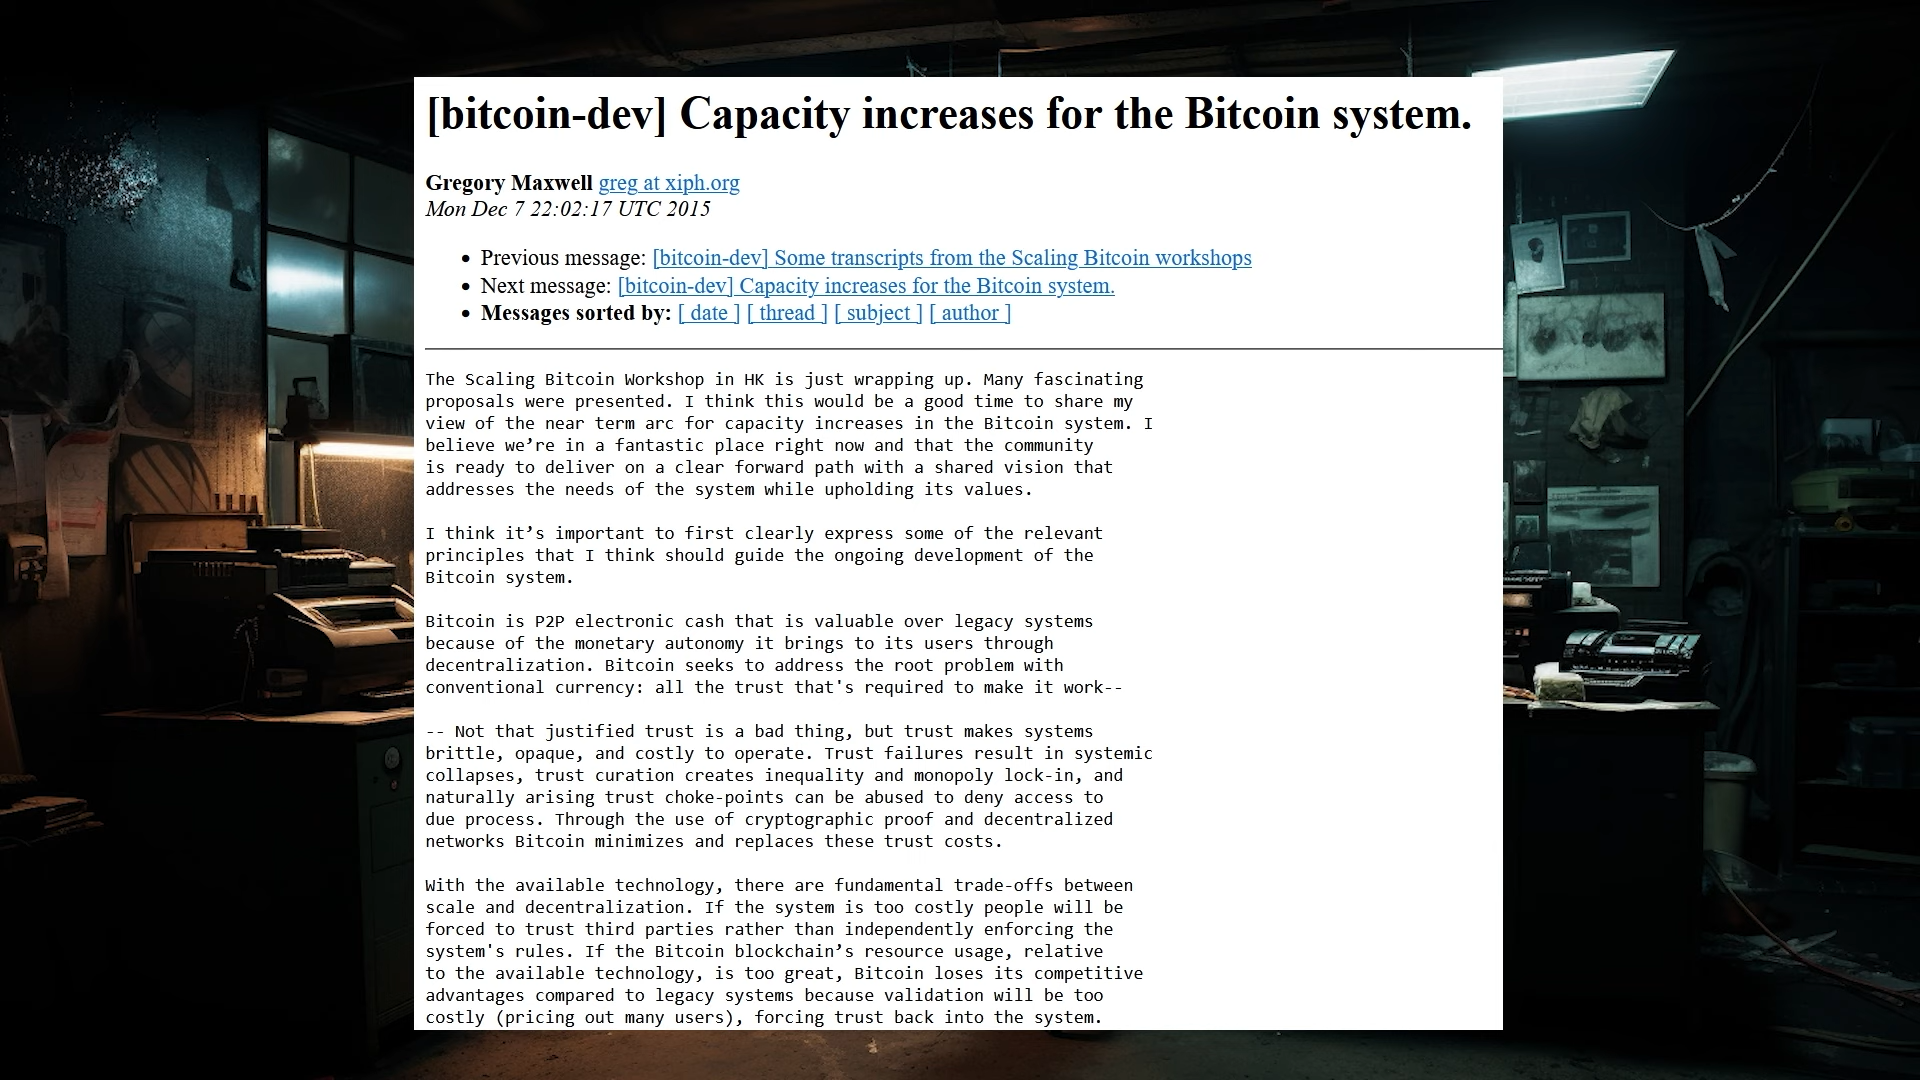 [bitcoin-dev] Capacity increases for the Bitcoin system.
Gregory Maxwell greg at xiph.org
Mon Dec 7 22:02:17 UTC 2015
• Previous message: [bitcoin-dev] Some transcripts from the Scaling Bitcoin workshops
• Next message: [bitcoin-dev] Capacity increases for the Bitcoin system.
• Messages sorted by: [ date ] [ thread ] [ subject ] [ author ]
The Scaling Bitcoin Workshop in HK is just wrapping up. Many fascinating
proposals were presented. I think this would be a good time to share my
view of the near term arc for capacity increases in the Bitcoin system. I
believe we’re in a fantastic place right now and that the community
is ready to deliver on a clear forward path with a shared vision that
addresses the needs of the system while upholding its values.
I think it’s important to first clearly express some of the relevant
principles that I think should guide the ongoing development of the
Bitcoin system.
Bitcoin is P2P electronic cash that is valuable over legacy systems
because of the monetary autonomy it brings to its users through
decentralization. Bitcoin seeks to address the root problem with
conventional currency: all the trust that's required to make it work--
-- Not that justified trust is a bad thing, but trust makes systems
brittle, opaque, and costly to operate. Trust failures result in systemic
collapses, trust curation creates inequality and monopoly lock-in, and
naturally arising trust choke-points can be abused to deny access to
due process. Through the use of cryptographic proof and decentralized
networks Bitcoin minimizes and replaces these trust costs.
With the available technology, there are fundamental trade-offs between
scale and decentralization. If the system is too costly people will be
forced to trust third parties rather than independently enforcing the
system's rules. If the Bitcoin blockchain’s resource usage, relative
to the available technology, is too great, Bitcoin loses its competitive
advantages compared to legacy systems because validation will be too
costly (pricing out many users), forcing trust back into the system.